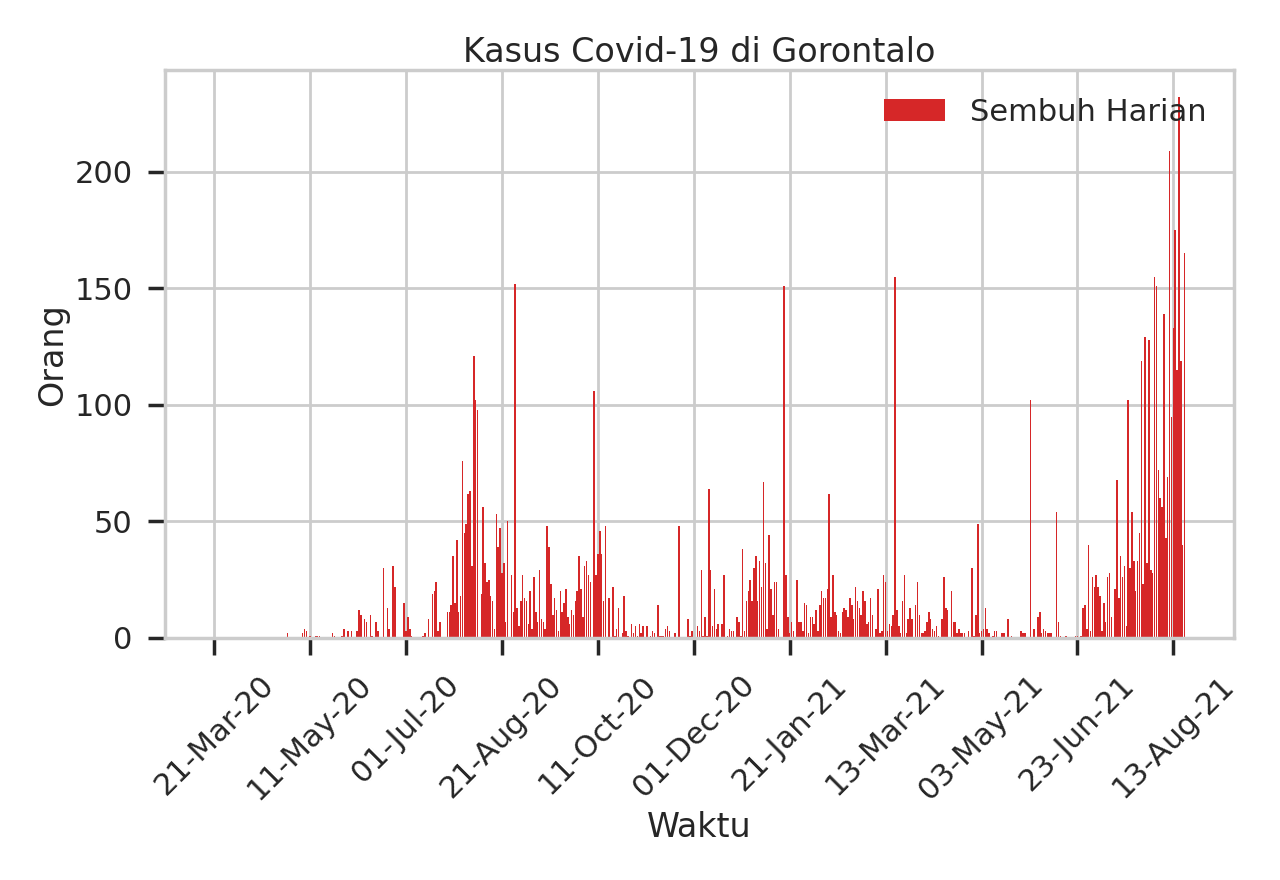 Kasus Covid-19 di Gorontalo
Sembuh Harian
Orang
200
150
100
50
0
21-Mar-20
11-May-20
01-Jul-20
21-Aug-20
11-Oct-20
01-Dec-20
21-Jan-21
13-Mar-21
03-May-21
23-Jun-21
13-Aug-21
Waktu